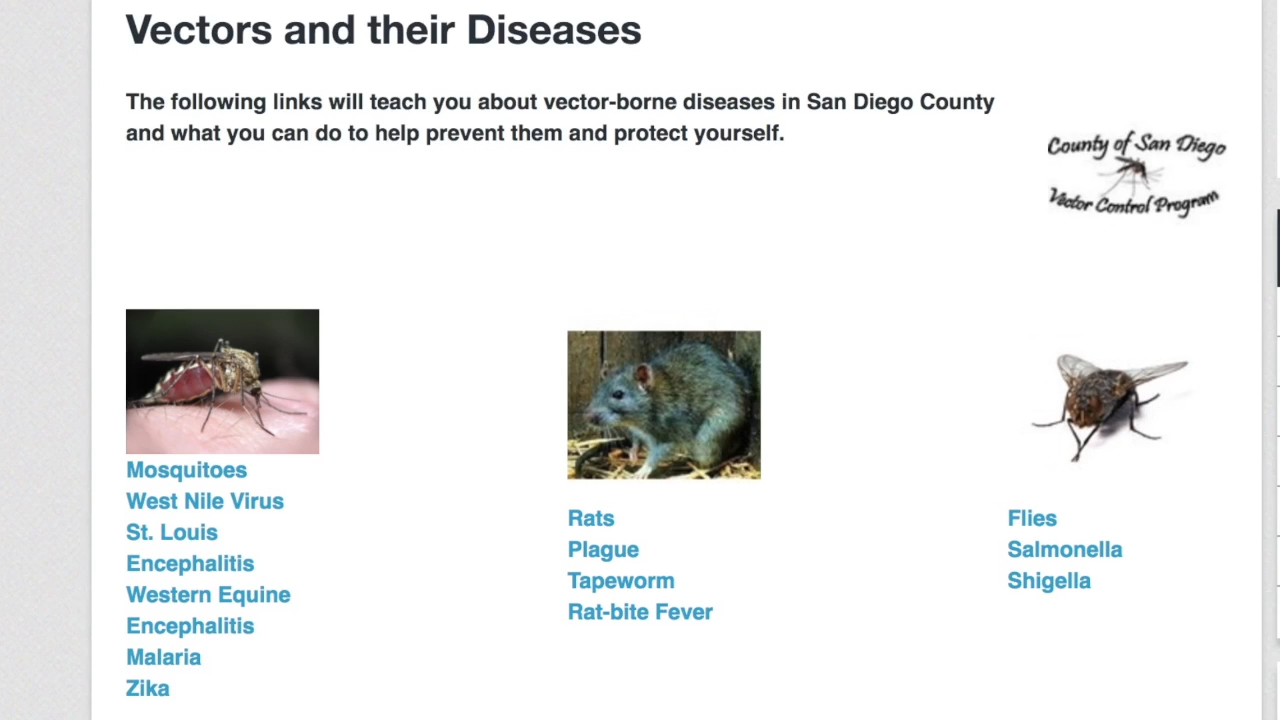 Vectors and their Diseases
The following links will teach you about vector-borne diseases in San Diego County
and what you can do to help prevent them and protect yourself.
County of San Diego
Vector Control Program
Mosquitoes
West Nile Virus
St. Louis
Encephalitis
Western Equine
Encephalitis
Malaria
Zika
Rats
Plague
Tapeworm
Rat-bite Fever
Flies
Salmonella
Shigella